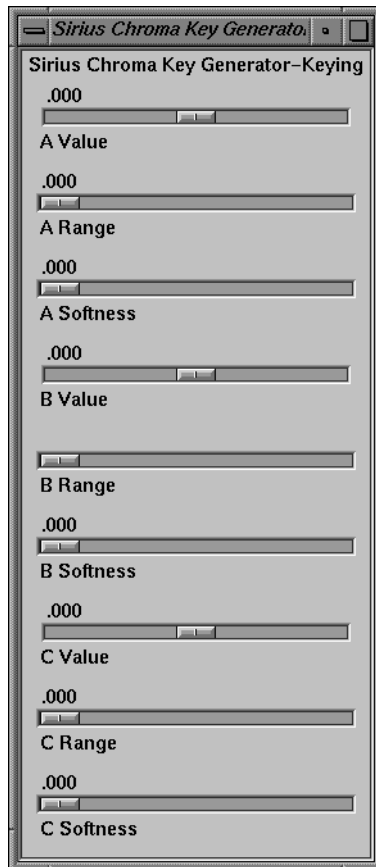 Sirius Chroma Key Generato
Sirius Chroma Key Generator-Keying
.000
A Value
.000
A Range
.000
A Softness
.000
B Value
B Range
.000
B Softness
.000
C Value
.000
C Range
.000
C Softness